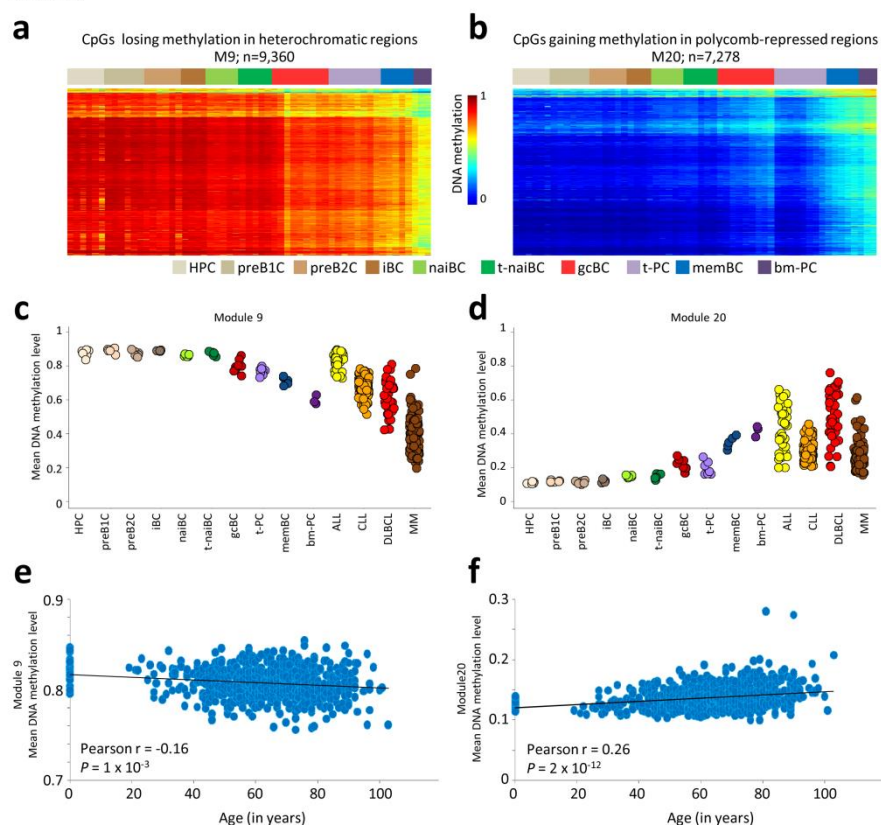 a
CpGs losing methylation in heterochromatic regions
M9; n=9,360
b
CpGs gaining methylation in polycomb-repressed regions
M20; n=7,278
1
DNA methylation
0
HPC preB1C preB2C iBC naiBC t-naiBC gcBC t-PC memBC bm-PC
c
Module 9
Mean DNA methylation level
1
0.8
0.6
0.4
0.2
0
HPC
preB1C
preB2C
iBC
naiBC
t-naiBC
gcBC
t-PC
memBC
bm-PC
ALL
CLL
DLBCL
MM
d
Module 20
Mean DNA methylation level
1
0.8
0.6
0.4
0.2
0
HPC
preB1C
preB2C
iBC
naiBC
t-naiBC
gcBC
t-PC
memBC
bm-PC
ALL
CLL
DLBCL
MM
e
Module 9
Mean DNA methylation level
0.9
0.8
0.7
Pearson r = -0.16
P = 1 x 10⁻³
0 20 40 60 80 100
Age (in years)
f
Module20
Mean DNA methylation level
0.3
0.2
0.1
0
Pearson r = 0.26
P = 2 x 10⁻¹²
0 20 40 60 80 100
Age (in years)